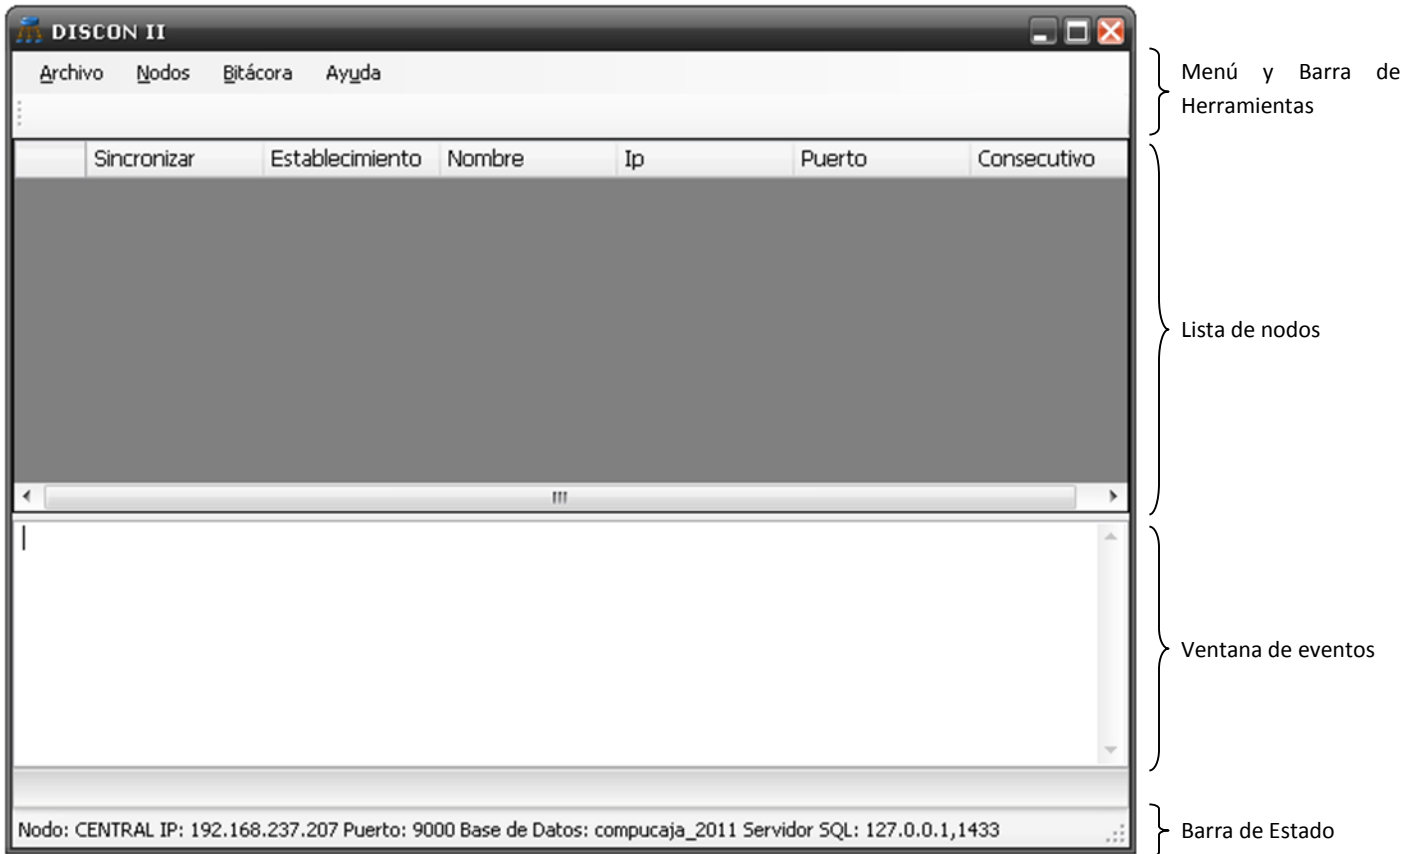 DISCON II
Archivo Nodos Bitácora Ayuda
Menú y Barra de
Herramientas
Sincronizar Establecimiento Nombre Ip Puerto Consecutivo
Lista de nodos
Ventana de eventos
Nodo: CENTRAL IP: 192.168.237.207 Puerto: 9000 Base de Datos: compucaja_2011 Servidor SQL: 127.0.0.1,1433
Barra de Estado